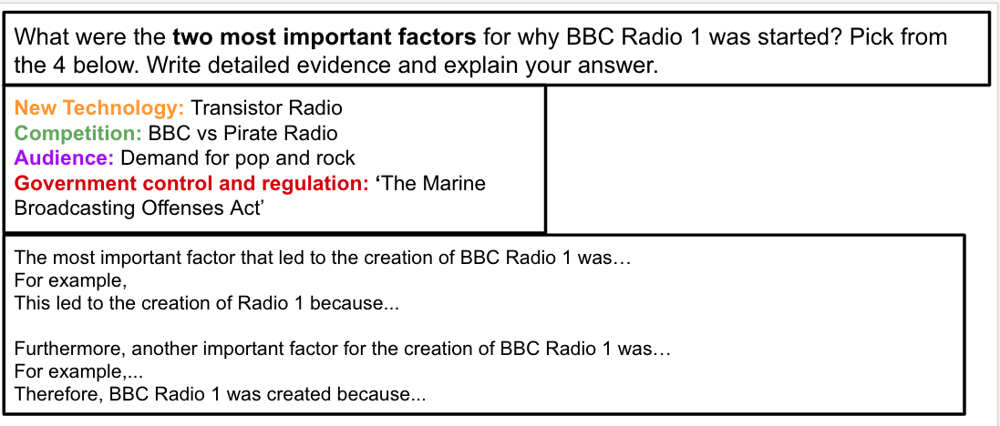 What were the two most important factors for why BBC Radio 1 was started? Pick from
the 4 below. Write detailed evidence and explain your answer.
New Technology: Transistor Radio
Competition: BBC vs Pirate Radio
Audience: Demand for pop and rock
Government control and regulation: ‘The Marine
Broadcasting Offenses Act’
The most important factor that led to the creation of BBC Radio 1 was…
For example,
This led to the creation of Radio 1 because...
Furthermore, another important factor for the creation of BBC Radio 1 was…
For example,...
Therefore, BBC Radio 1 was created because...